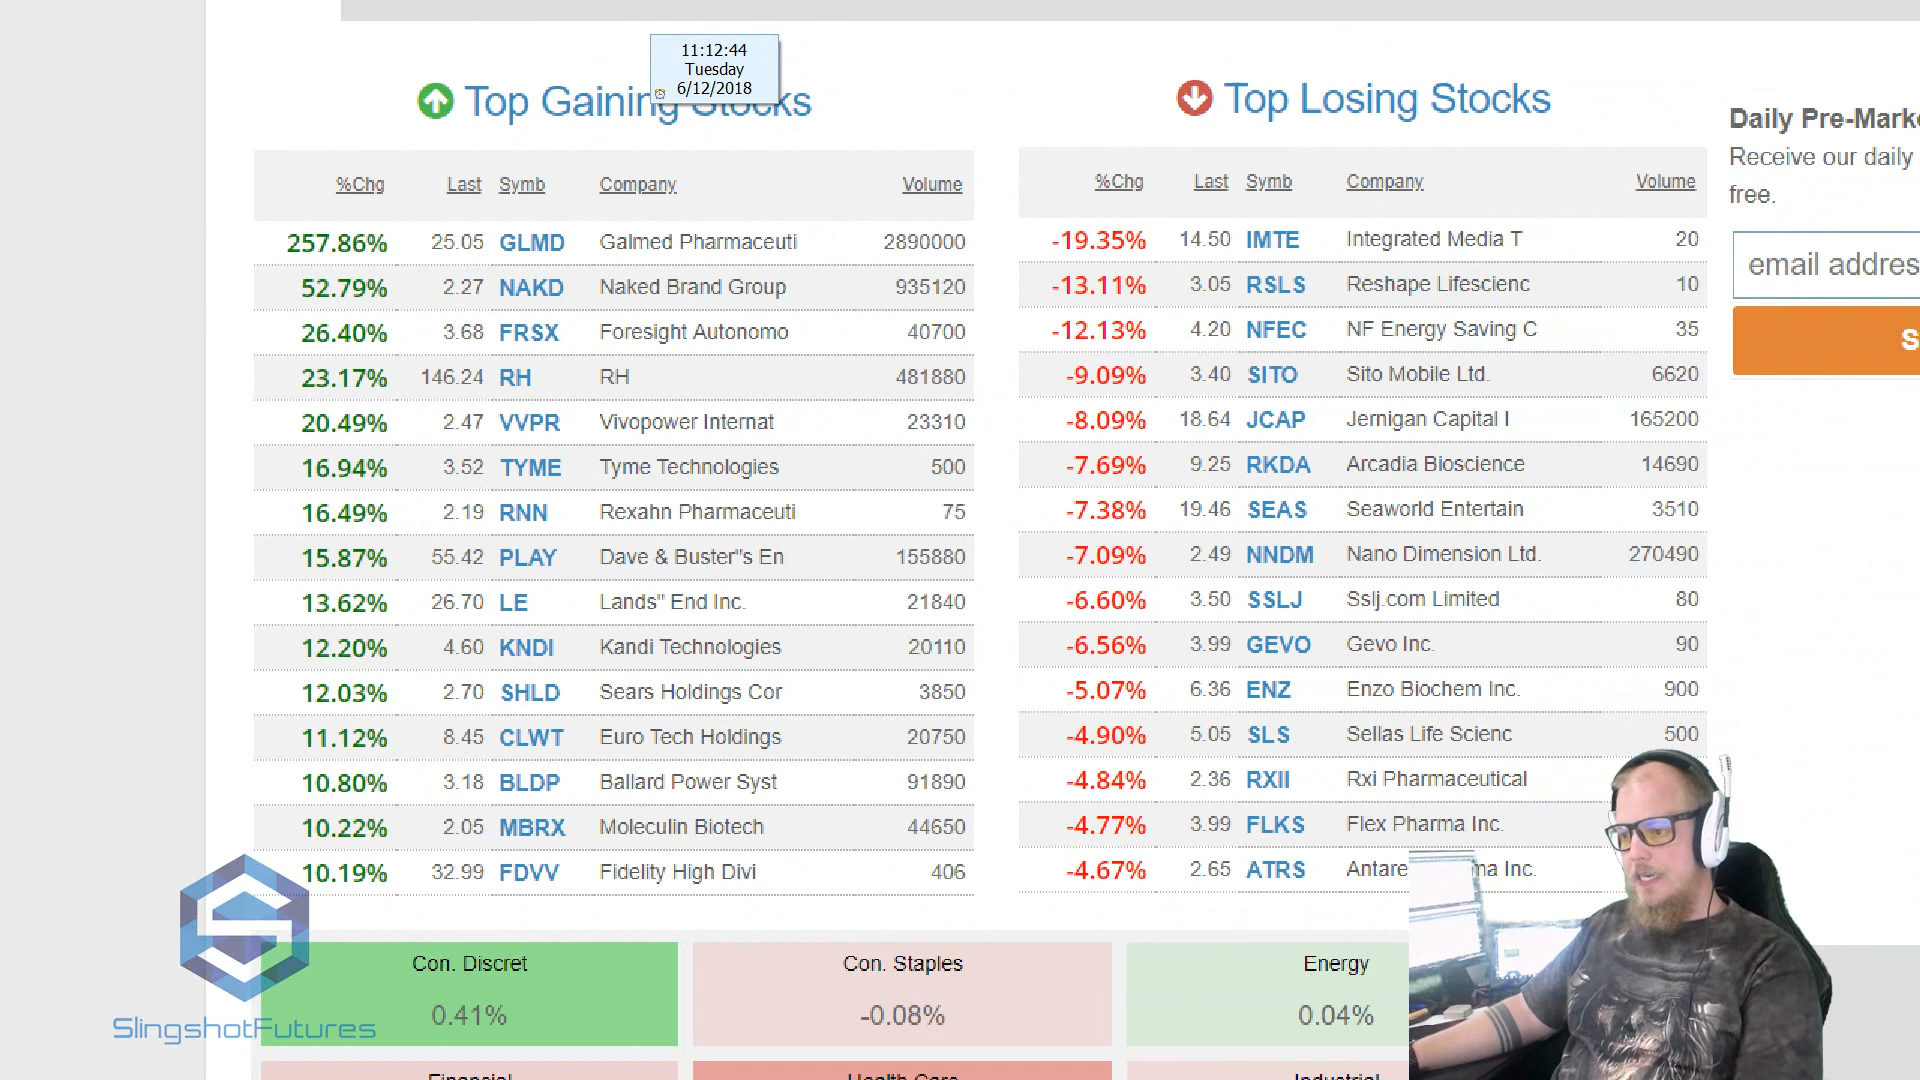 11:12:44
Tuesday
6/12/2018
Top Gaining Stocks
%Chg Last Symb Company Volume
257.86% 25.05 GLMD Galmed Pharmaceuti 2890000
52.79% 2.27 NAKD Naked Brand Group 935120
26.40% 3.68 FRSX Foresight Autonomo 40700
23.17% 146.24 RH RH 481880
20.49% 2.47 VVPR Vivopower Internat 23310
16.94% 3.52 TYME Tyme Technologies 500
16.49% 2.19 RNN Rexahn Pharmaceuti 75
15.87% 55.42 PLAY Dave & Buster"s En 155880
13.62% 26.70 LE Lands" End Inc. 21840
12.20% 4.60 KNDI Kandi Technologies 20110
12.03% 2.70 SHLD Sears Holdings Cor 3850
11.12% 8.45 CLWT Euro Tech Holdings 20750
10.80% 3.18 BLDP Ballard Power Syst 91890
10.22% 2.05 MBRX Moleculin Biotech 44650
10.19% 32.99 FDVV Fidelity High Divi 406
Top Losing Stocks
%Chg Last Symb Company Volume
-19.35% 14.50 IMTE Integrated Media T 20
-13.11% 3.05 RSLS Reshape Lifescienc 10
-12.13% 4.20 NFEC NF Energy Saving C 35
-9.09% 3.40 SITO Sito Mobile Ltd. 6620
-8.09% 18.64 JCAP Jernigan Capital I 165200
-7.69% 9.25 RKDA Arcadia Bioscience 14690
-7.38% 19.46 SEAS Seaworld Entertain 3510
-7.09% 2.49 NNDM Nano Dimension Ltd. 270490
-6.60% 3.50 SSLJ Sslj.com Limited 80
-6.56% 3.99 GEVO Gevo Inc. 90
-5.07% 6.36 ENZ Enzo Biochem Inc. 900
-4.90% 5.05 SLS Sellas Life Scienc 500
-4.84% 2.36 RXII Rxi Pharmaceutical
-4.77% 3.99 FLKS Flex Pharma Inc.
-4.67% 2.65 ATRS Antare ma Inc.
Daily Pre-Mark
Receive our daily
free.
email addres
S
Con. Discret
0.41%
Con. Staples
-0.08%
Energy
0.04%
SlingshotFutures
Financial
Health Care
Industrial